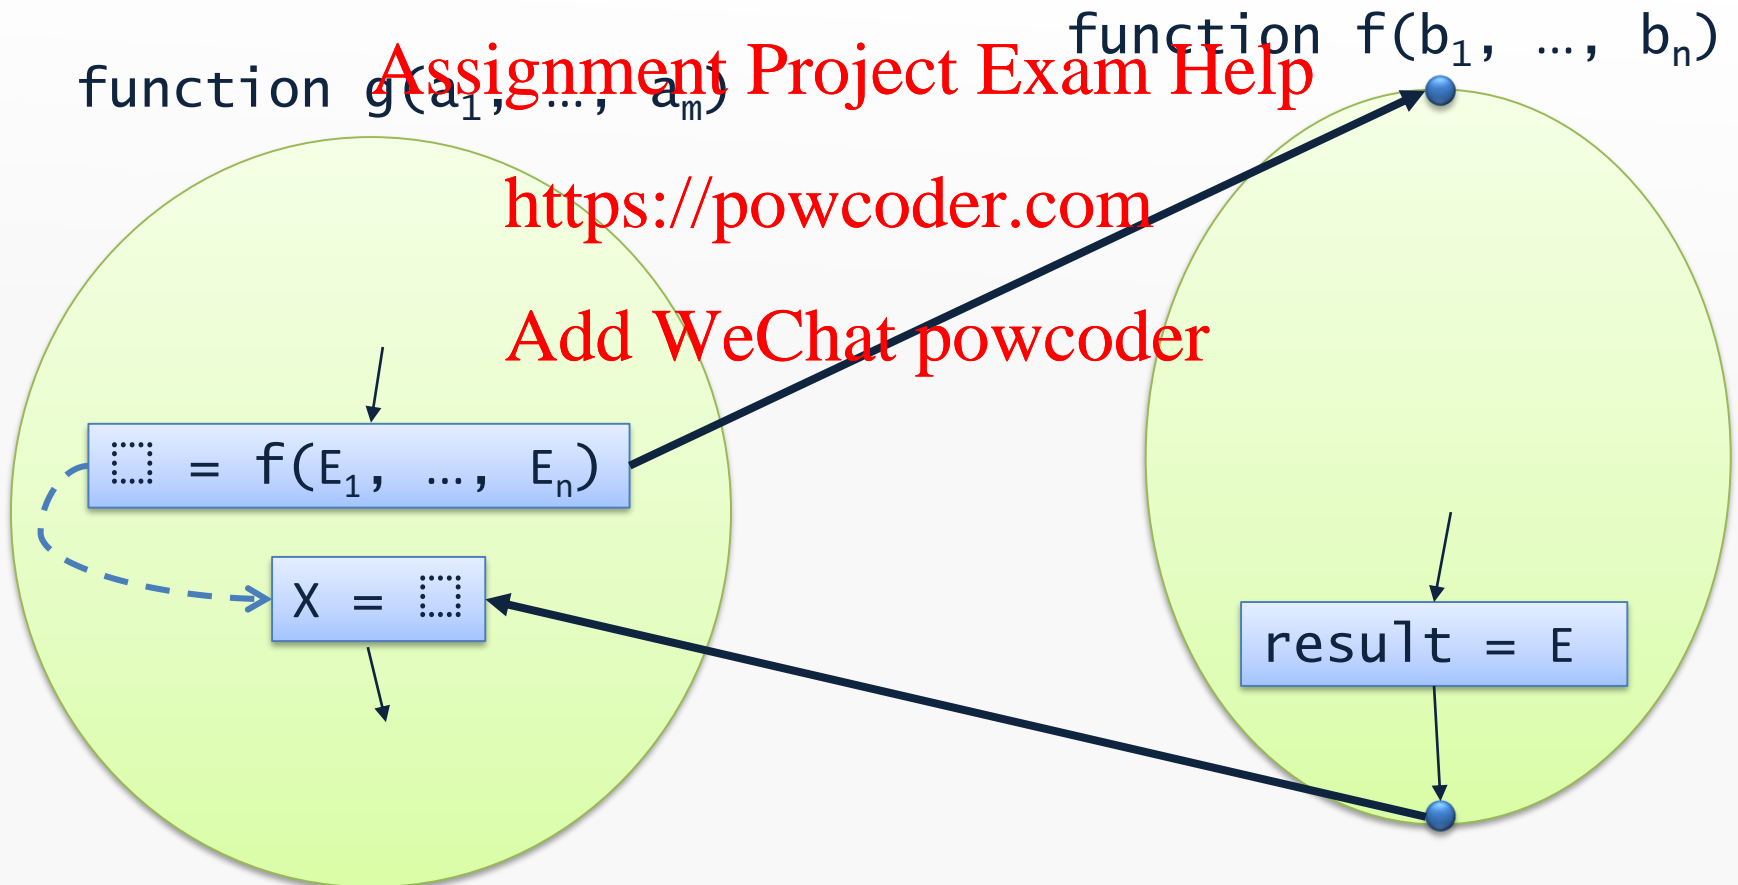 function f(b1, …, bn)
Assignment Project Exam Help
function g(a1, …, am)
https://powcoder.com
Add WeChat powcoder
⬚ = f(E1, …, En)
X = ⬚
result = E